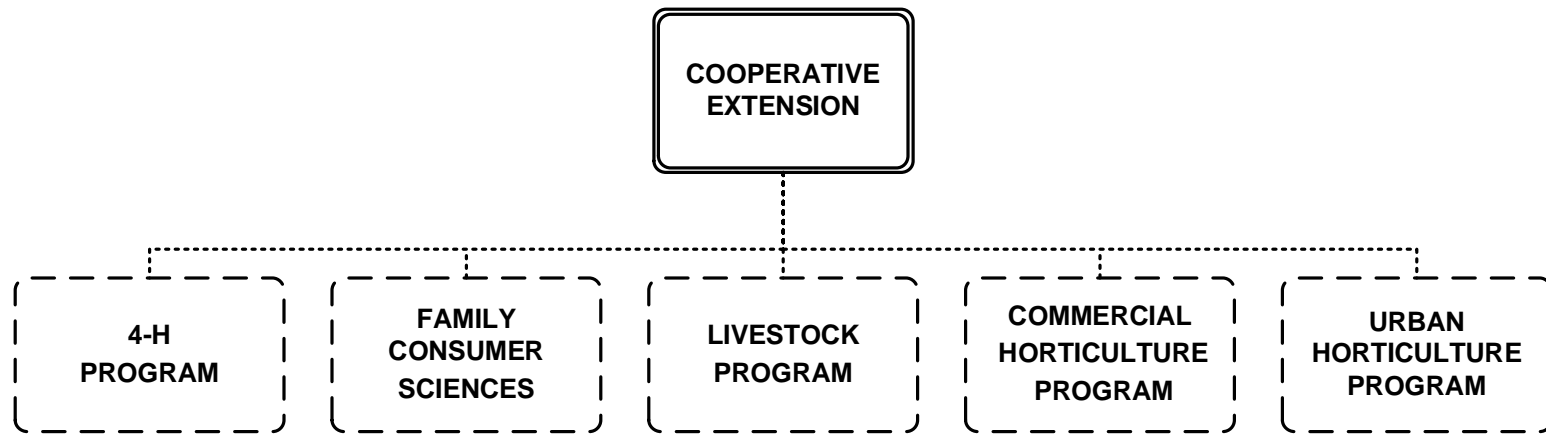 COOPERATIVE
EXTENSION
4-H
PROGRAM
FAMILY
CONSUMER
SCIENCES
LIVESTOCK
PROGRAM
COMMERCIAL
HORTICULTURE
PROGRAM
URBAN
HORTICULTURE
PROGRAM